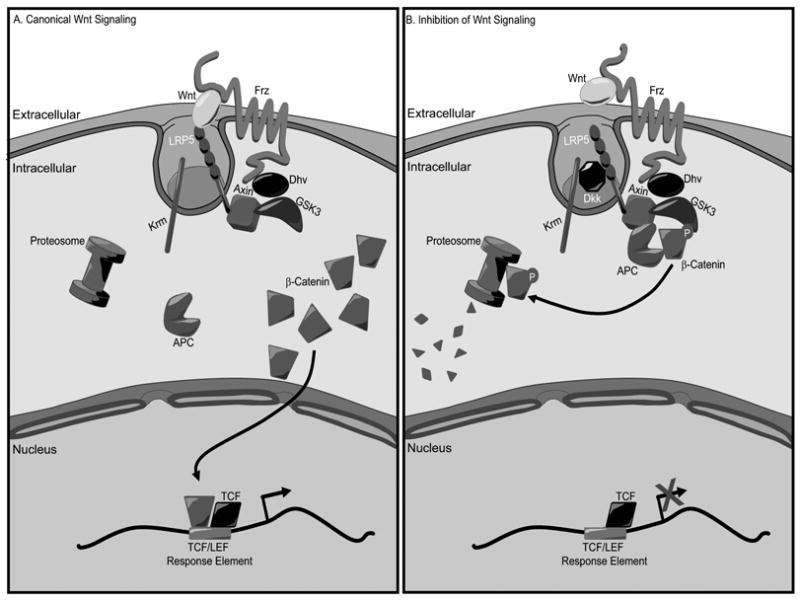 A. Canonical Wnt Signaling
Wnt
Frz
Extracellular
LRP5
Intracellular
Dhv
Axin
GSK3
Krm
Proteosome
β-Catenin
APC
Nucleus
TCF
TCF/LEF
Response Element
B. Inhibition of Wnt Signaling
Wnt
Frz
Extracellular
LRP5
Intracellular
Dhv
Axin
Dkk
GSK3
Krm
P
Proteosome
APC
β-Catenin
P
Nucleus
TCF
TCF/LEF
Response Element